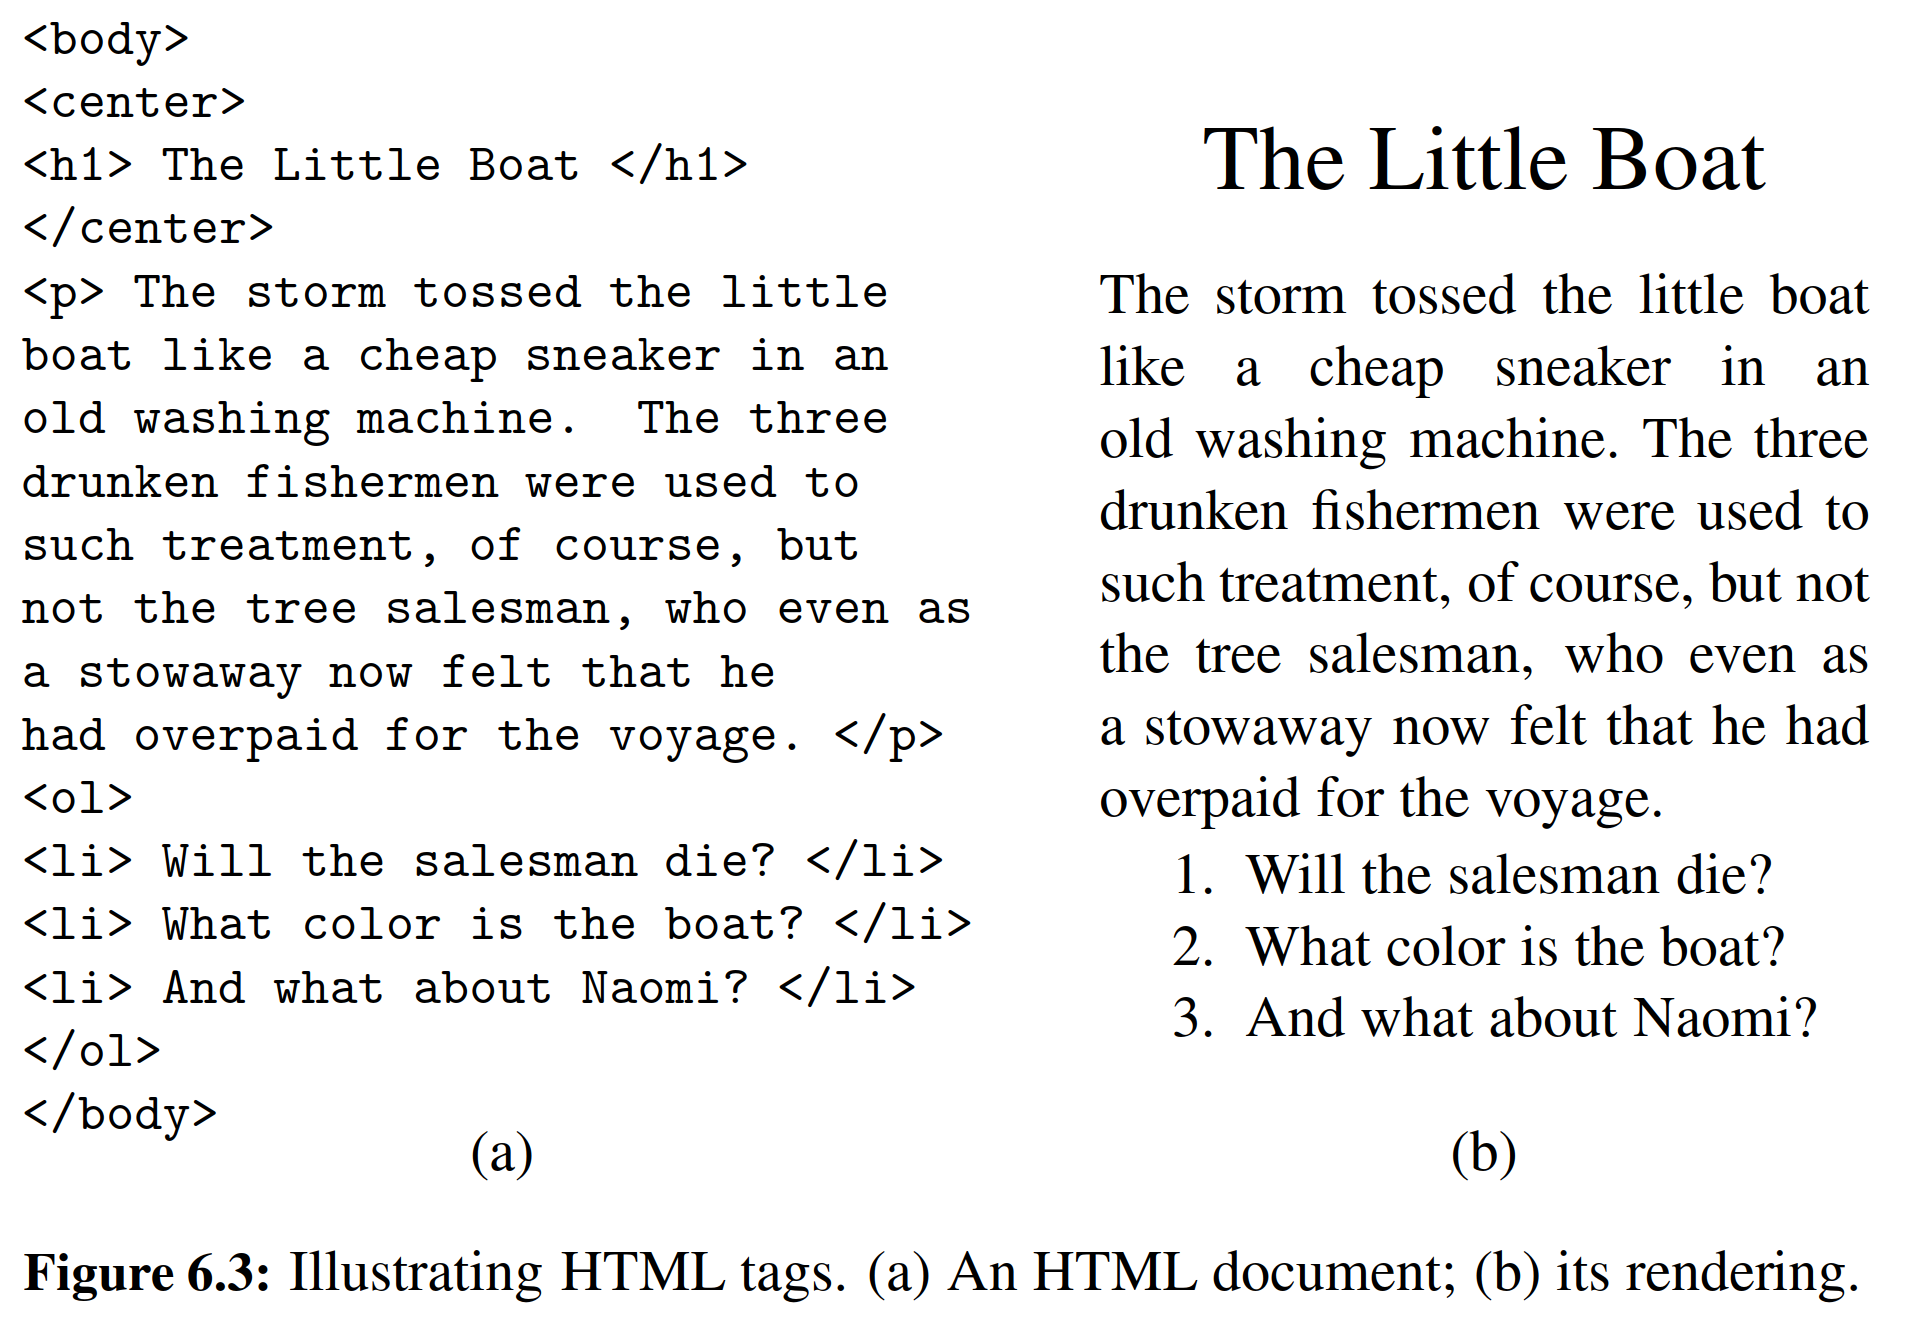 <body>
<center>
<h1> The Little Boat </h1>
</center>
<p> The storm tossed the little
boat like a cheap sneaker in an
old washing machine.  The three
drunken fishermen were used to
such treatment, of course, but
not the tree salesman, who even as
a stowaway now felt that he
had overpaid for the voyage. </p>
<ol>
<li> Will the salesman die? </li>
<li> What color is the boat? </li>
<li> And what about Naomi? </li>
</ol>
</body>
(a)
The Little Boat
The storm tossed the little boat
like a cheap sneaker in an
old washing machine. The three
drunken fishermen were used to
such treatment, of course, but not
the tree salesman, who even as
a stowaway now felt that he had
overpaid for the voyage.
1. Will the salesman die?
2. What color is the boat?
3. And what about Naomi?
(b)
Figure 6.3: Illustrating HTML tags. (a) An HTML document; (b) its rendering.